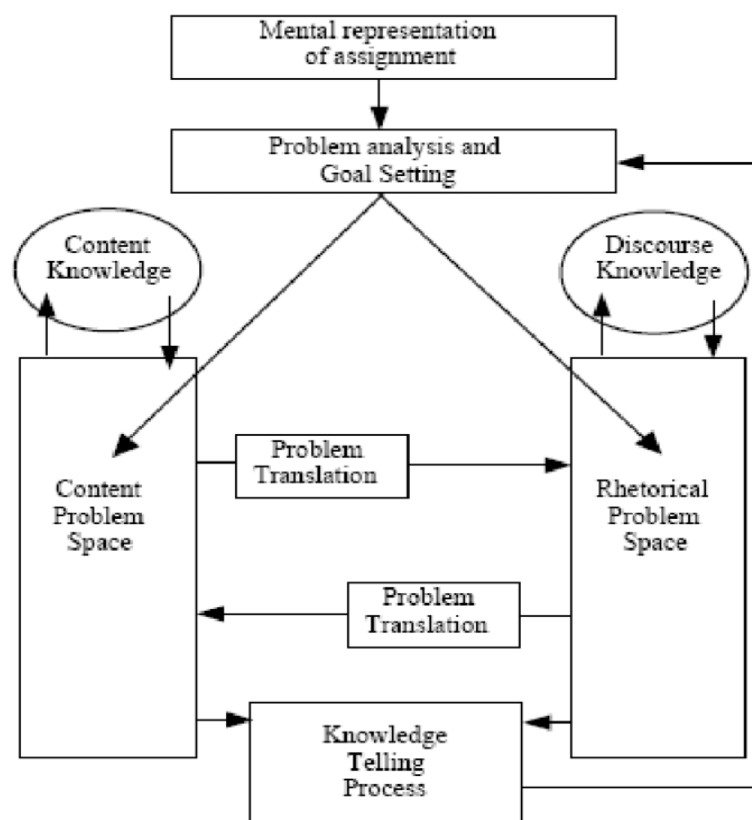 Mental representation
of assignment
Problem analysis and
Goal Setting
Content
Knowledge
Discourse
Knowledge
Problem
Translation
Content
Problem
Space
Rhetorical
Problem
Space
Problem
Translation
Knowledge
Telling
Process